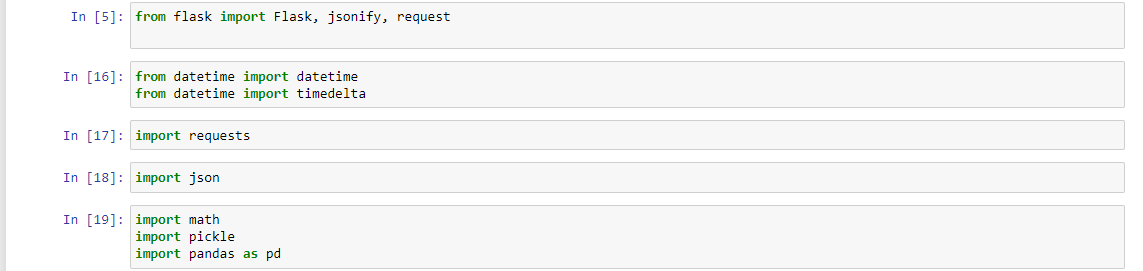 In [5]: from flask import Flask, jsonify, request
In [16]: from datetime import datetime
from datetime import timedelta
In [17]: import requests
In [18]: import json
In [19]: import math
import pickle
import pandas as pd